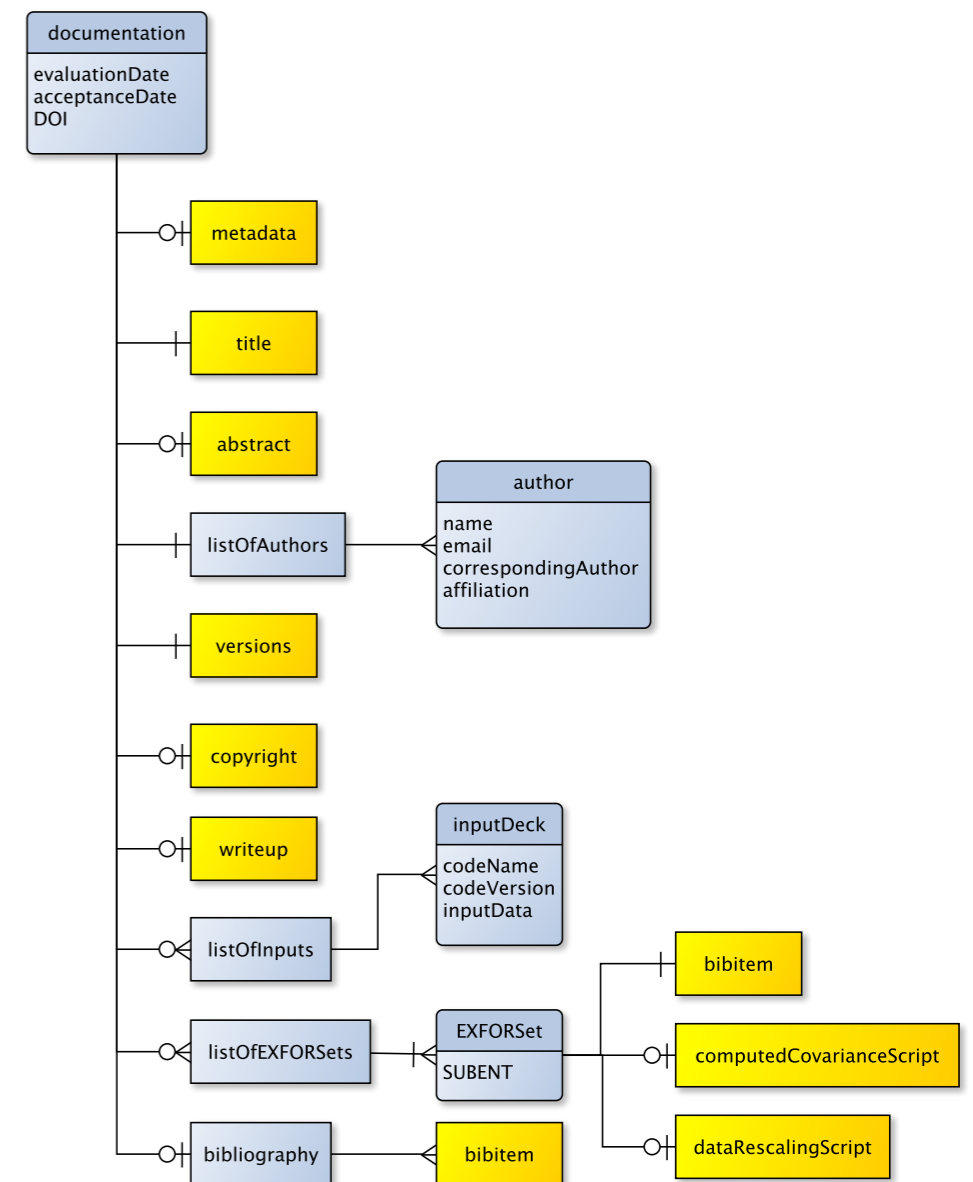 documentation
evaluationDate
acceptanceDate
DOI
metadata
title
abstract
listOfAuthors
author
name
email
correspondingAuthor
affiliation
versions
copyright
writeup
listOfInputs
inputDeck
codeName
codeVersion
inputData
listOfEXFORSets
EXFORSet
SUBENT
bibitem
computedCovarianceScript
dataRescalingScript
bibliography
bibitem